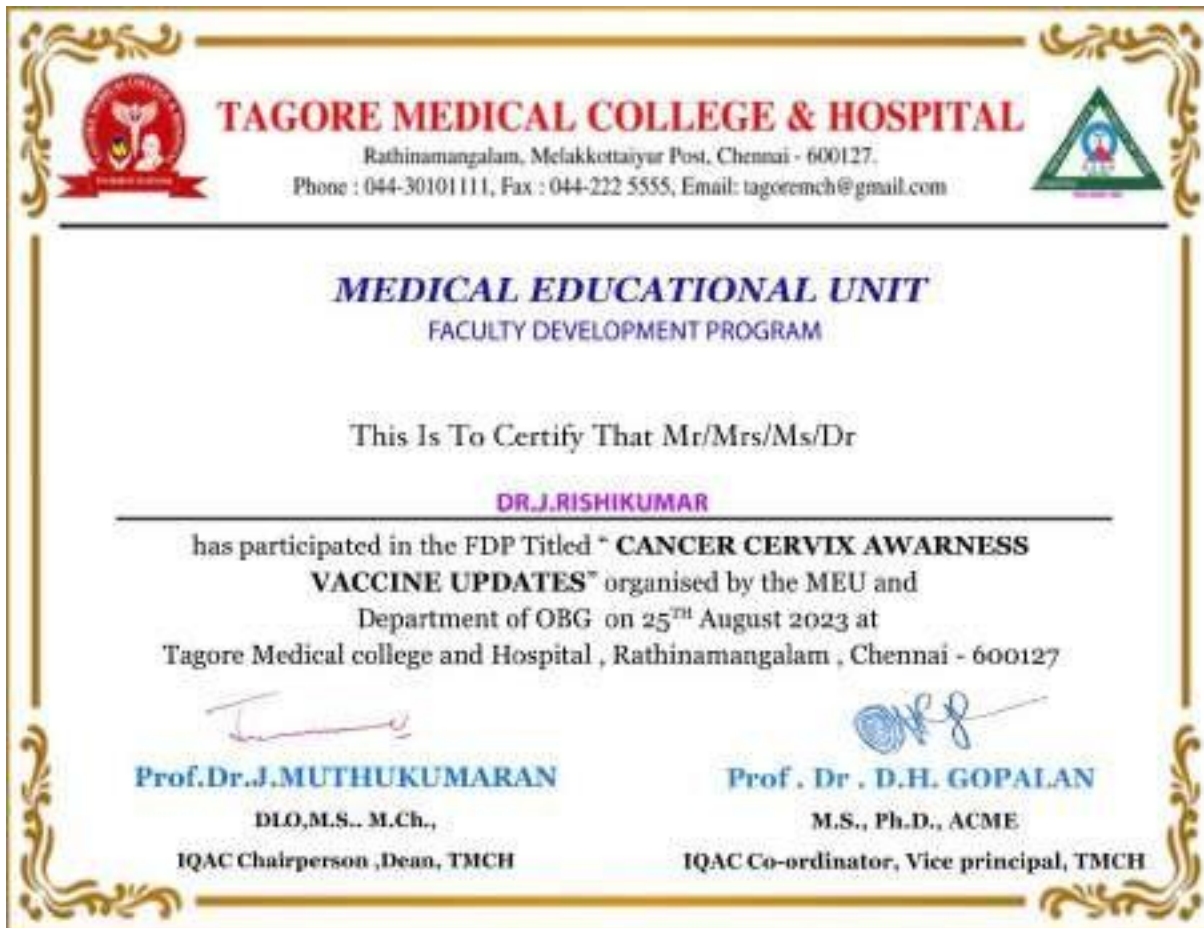 TAGORE MEDICAL COLLEGE & HOSPITAL
Rathinamangalam, Melakkottaiyur Post, Chennai - 600127.
Phone : 044-30101111, Fax : 044-222 5555, Email: tagoremch@gmail.com
MEDICAL EDUCATIONAL UNIT
FACULTY DEVELOPMENT PROGRAM
This Is To Certify That Mr/Mrs/Ms/Dr
DR.J.RISHIKUMAR
has participated in the FDP Titled “ CANCER CERVIX AWARNESS
VACCINE UPDATES” organised by the MEU and
Department of OBG on 25TH August 2023 at
Tagore Medical college and Hospital , Rathinamangalam , Chennai - 600127
Prof.Dr.J.MUTHUKUMARAN
DLO,M.S.. M.Ch.,
IQAC Chairperson ,Dean, TMCH
Prof . Dr . D.H. GOPALAN
M.S., Ph.D., ACME
IQAC Co-ordinator, Vice principal, TMCH